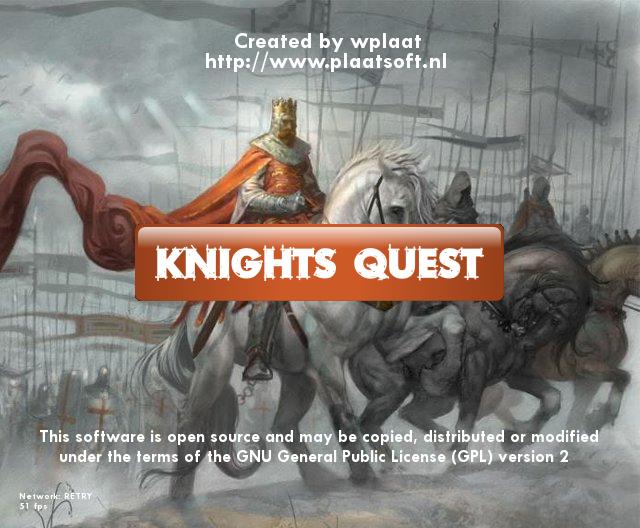 Created by wplaat
http://www.plaatsoft.nl
KNIGHTS QUEST
This software is open source and may be copied, distributed or modified
under the terms of the GNU General Public License (GPL) version 2
Network: RETRY
51 fps